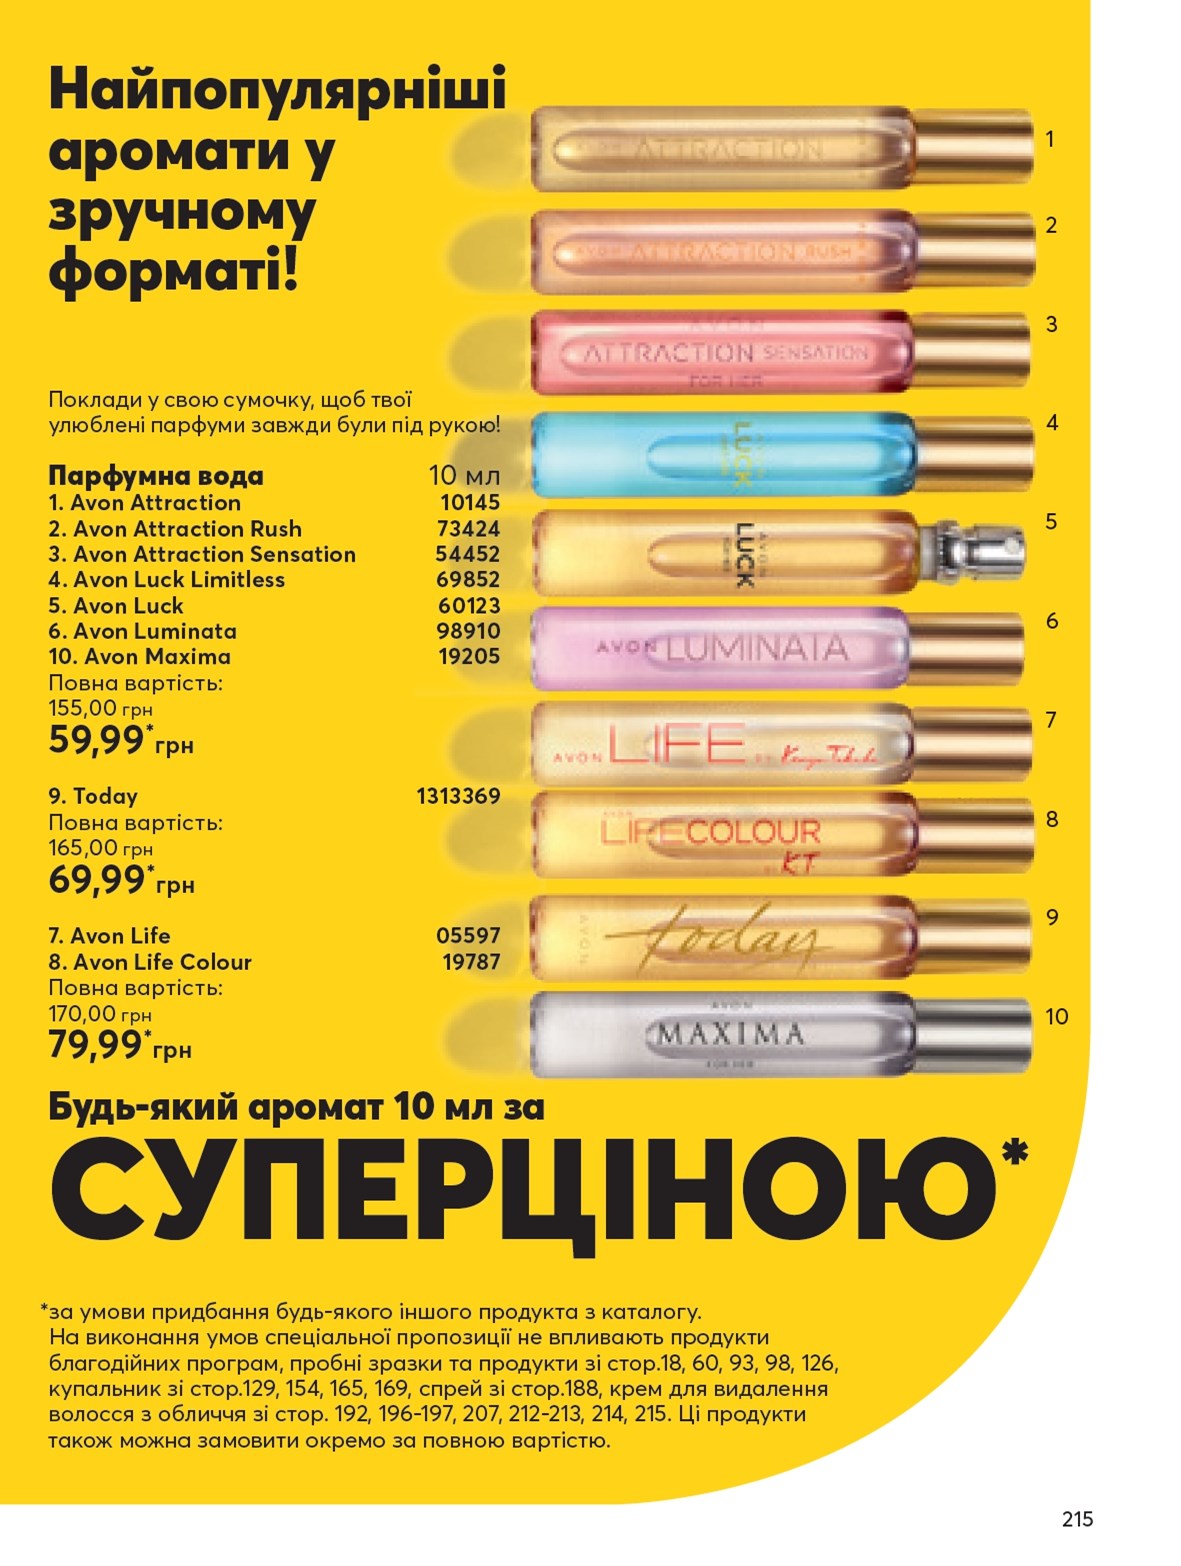 Найпопулярніші
аромати у
зручному
форматі!
Поклади у свою сумочку, щоб твої
улюблені парфуми завжди були під рукою!
Парфумна вода 10 мл
1. Avon Attraction 10145
2. Avon Attraction Rush 73424
3. Avon Attraction Sensation 54452
4. Avon Luck Limitless 69852
5. Avon Luck 60123
6. Avon Luminata 98910
10. Avon Maxima 19205
Повна вартість:
155,00 грн
59,99* грн
9. Today 1313369
Повна вартість:
165,00 грн
69,99* грн
7. Avon Life 05597
8. Avon Life Colour 19787
Повна вартість:
170,00 грн
79,99* грн
ATTRACTION
1
AVON ATTRACTION RUSH
2
AVON
ATTRACTION SENSATION
FOR HER
3
LUCK
4
AVON
LUCK
5
AVON LUMINATA
6
AVON LIFE BY Kenzo Takada
7
LIFECOLOUR
BY K.T.
8
AVON
today
9
AVON
MAXIMA
FOR HER
10
Будь-який аромат 10 мл за
СУПЕРЦІНОЮ*
*за умови придбання будь-якого іншого продукта з каталогу.
На виконання умов спеціальної пропозиції не впливають продукти
благодійних програм, пробні зразки та продукти зі стор.18, 60, 93, 98, 126,
купальник зі стор.129, 154, 165, 169, спрей зі стор.188, крем для видалення
волосся з обличчя зі стор. 192, 196-197, 207, 212-213, 214, 215. Ці продукти
також можна замовити окремо за повною вартістю.
215